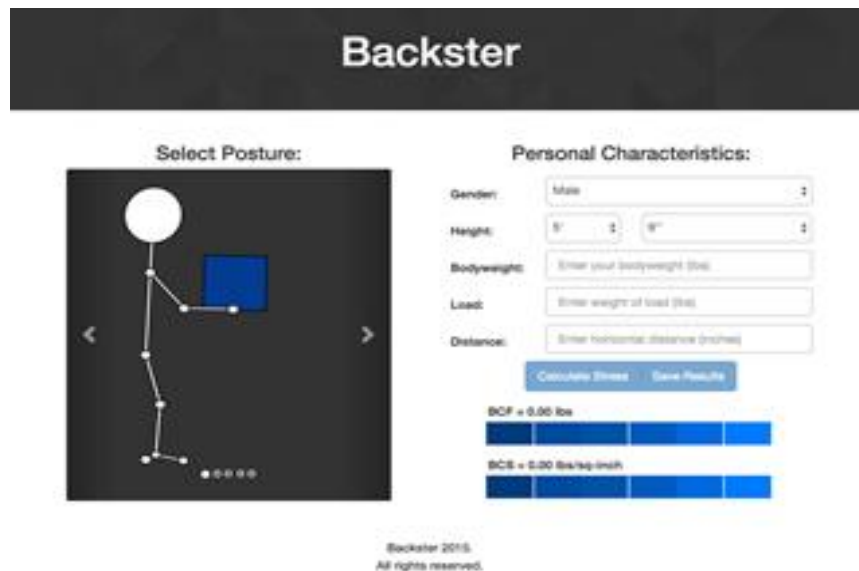 Backster
Select Posture:
Personal Characteristics:
Gender: Male
Height: 5' 9"
Bodyweight: Enter your bodyweight (lbs)
Load: Enter weight of load (lbs)
Distance: Enter horizontal distance (inches)
Calculate Stress Save Results
BCF = 0.00 lbs
BCS = 0.00 lbs/sq-inch
Backster 2015.
All rights reserved.